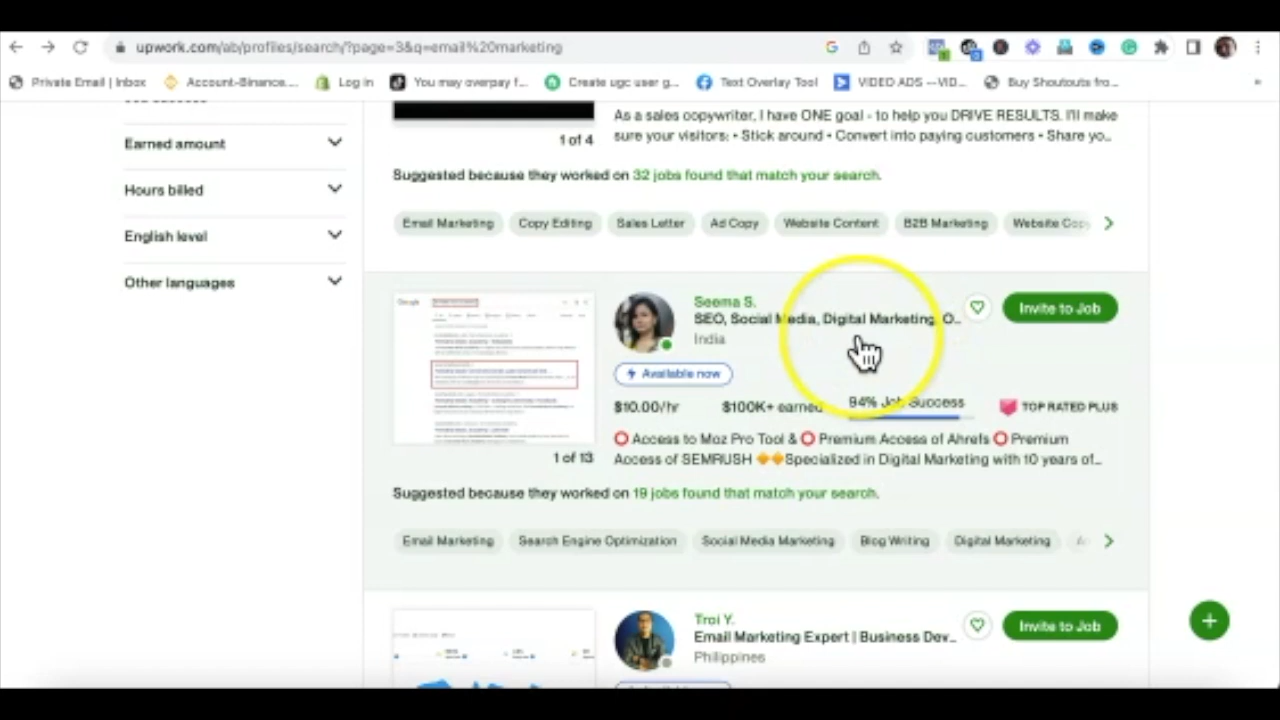 upwork.com/ab/profiles/search/?page=3&q=email%20marketing
Private Email | Inbox
Account-Binance....
Log in
You may overpay f...
Create ugc user g...
Text Overlay Tool
VIDEO ADS ---VID...
Buy Shoutouts fro...
»
Earned amount
Hours billed
English level
Other languages
1 of 4
As a sales copywriter, I have ONE goal - to help you DRIVE RESULTS. I'll make
sure your visitors: • Stick around • Convert into paying customers • Share yo...
Suggested because they worked on 32 jobs found that match your search.
Email Marketing
Copy Editing
Sales Letter
Ad Copy
Website Content
B2B Marketing
Website Copy
Google
1 of 13
Seema S.
SEO, Social Media, Digital Marketing, O...
India
Invite to Job
Available now
$10.00/hr
$100K+ earned
94% Job Success
TOP RATED PLUS
Access to Moz Pro Tool & Premium Access of Ahrefs Premium
Access of SEMRUSH Specialized in Digital Marketing with 10 years of...
Suggested because they worked on 19 jobs found that match your search.
Email Marketing
Search Engine Optimization
Social Media Marketing
Blog Writing
Digital Marketing
Troi Y.
Email Marketing Expert | Business Dev...
Philippines
Invite to Job